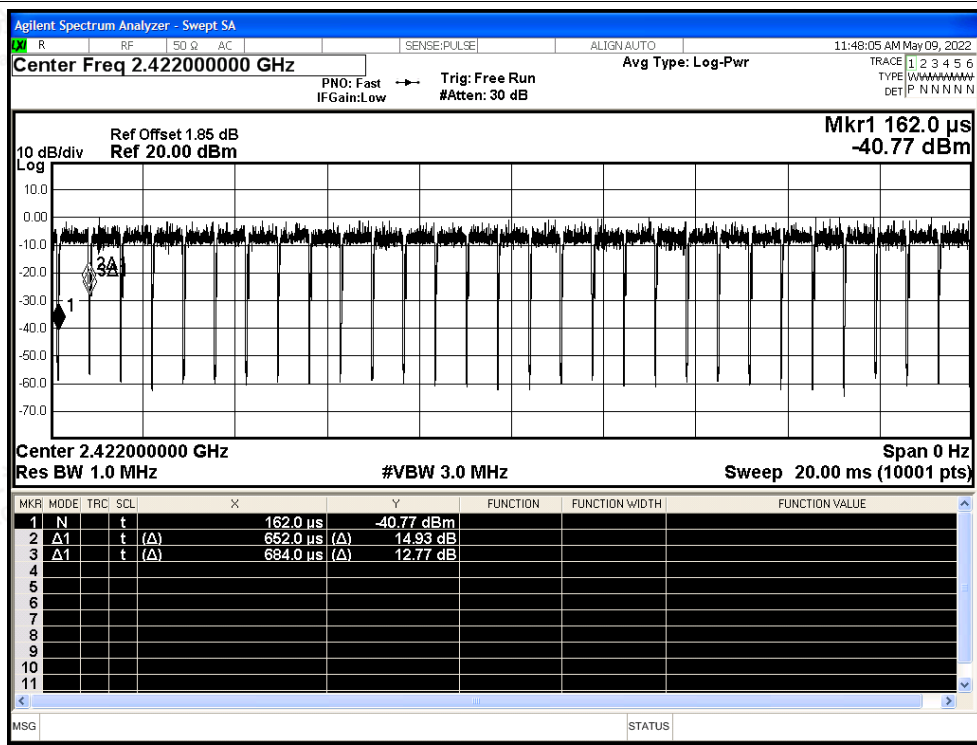 Agilent Spectrum Analyzer - Swept SA
LXI R RF 50 Ω AC SENSE:PULSE ALIGN AUTO 11:48:05 AM May 09, 2022
Center Freq 2.422000000 GHz
PNO: Fast
IFGain:Low
Trig: Free Run
#Atten: 30 dB
Avg Type: Log-Pwr
TRACE 1 2 3 4 5 6
TYPE WWWWWW
DET P N N N N N
Ref Offset 1.85 dB
10 dB/div Ref 20.00 dBm
Log
Mkr1 162.0 µs
-40.77 dBm
10.0
0.00
-10.0
-20.0
-30.0
-40.0
-50.0
-60.0
-70.0
1
3Δ1
Center 2.422000000 GHz Span 0 Hz
Res BW 1.0 MHz #VBW 3.0 MHz Sweep 20.00 ms (10001 pts)
MKR MODE TRC SCL X Y FUNCTION FUNCTION WIDTH FUNCTION VALUE
1 N t 162.0 µs -40.77 dBm
2 Δ1 t (Δ) 652.0 µs (Δ) 14.93 dB
3 Δ1 t (Δ) 684.0 µs (Δ) 12.77 dB
4
5
6
7
8
9
10
11
MSG STATUS